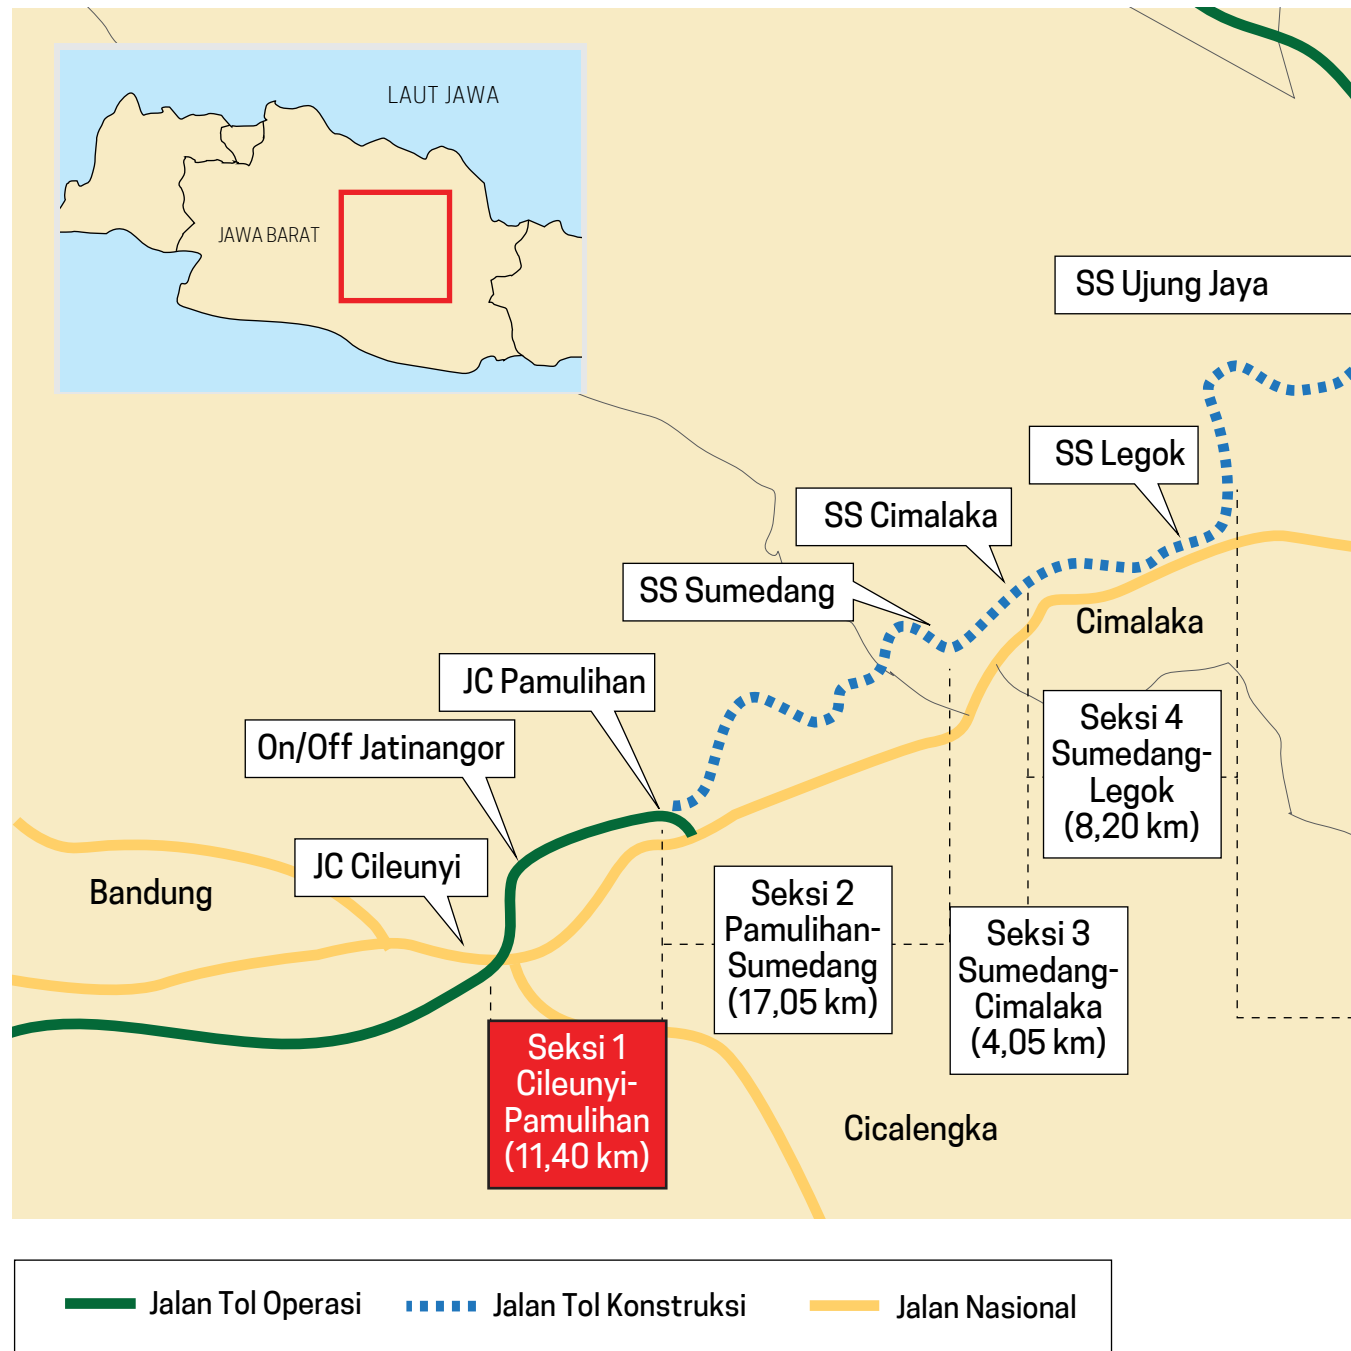 LAUT JAWA
JAWA BARAT
SS Ujung Jaya
SS Legok
SS Cimalaka
SS Sumedang
Cimalaka
JC Pamulihan
On/Off Jatinangor
JC Cileunyi
Bandung
Seksi 4
Sumedang-
Legok
(8,20 km)
Seksi 2
Pamulihan-
Sumedang
(17,05 km)
Seksi 3
Sumedang-
Cimalaka
(4,05 km)
Seksi 1
Cileunyi-
Pamulihan
(11,40 km)
Cicalengka
Jalan Tol Operasi
Jalan Tol Konstruksi
Jalan Nasional